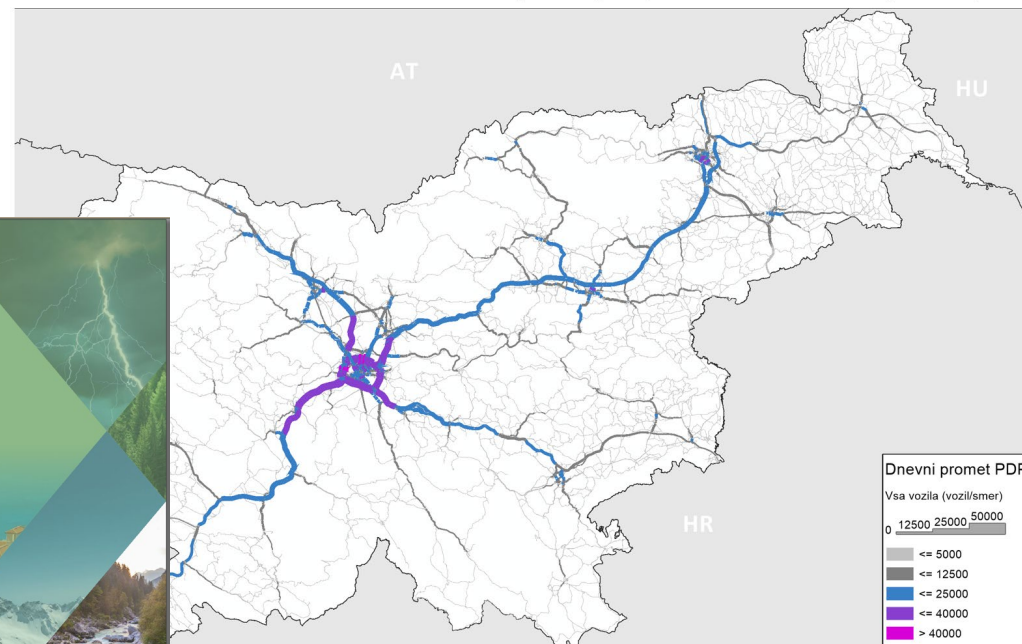 AT
HU
HR
Dnevni promet PDP
Vsa vozila (vozil/smer)
0 12500 25000 50000
<= 5000
<= 12500
<= 25000
<= 40000
> 40000